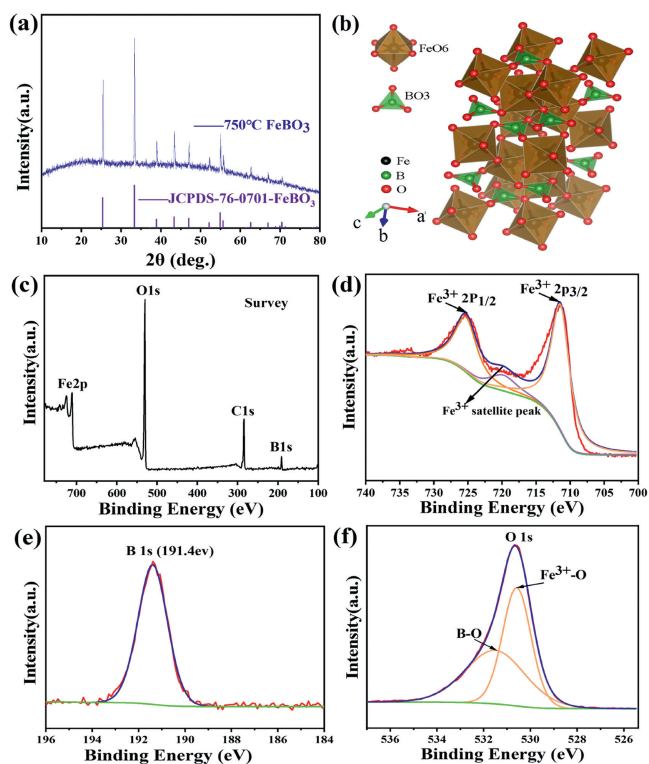 (a)
Intensity(a.u.)
750℃ FeBO3
JCPDS-76-0701-FeBO3
10 20 30 40 50 60 70 80
2θ (deg.)
(b)
FeO6
BO3
Fe
B
O
a
c
b
(c)
O1s
Survey
Fe2p
C1s
B1s
Intensity(a.u.)
700 600 500 400 300 200 100
Binding Energy (eV)
(d)
Fe3+ 2P1/2
Fe3+ 2p3/2
Fe3+ satellite peak
Intensity(a.u.)
740 735 730 725 720 715 710 705 700
Binding Energy (eV)
(e)
B 1s (191.4ev)
Intensity(a.u.)
196 194 192 190 188 186 184
Binding Energy (eV)
(f)
O 1s
Fe3+-O
B-O
Intensity(a.u.)
536 534 532 530 528 526
Binding Energy (eV)